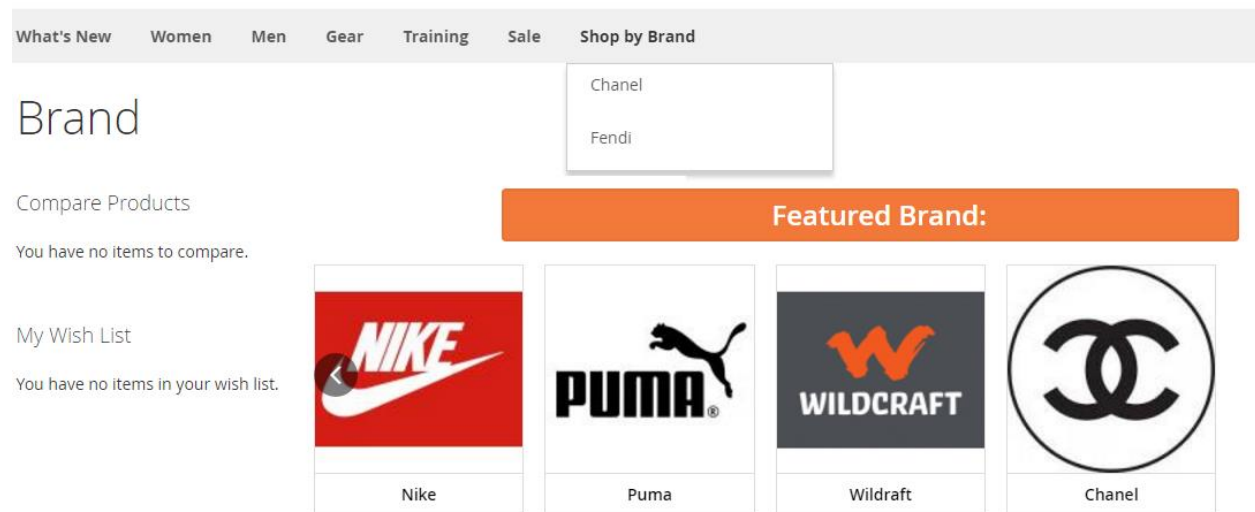 What's New Women Men Gear Training Sale Shop by Brand
Chanel
Fendi
Brand
Compare Products
You have no items to compare.
My Wish List
You have no items in your wish list.
Featured Brand:
NIKE
PUMA®
W
WILDCRAFT
Nike Puma Wildraft Chanel